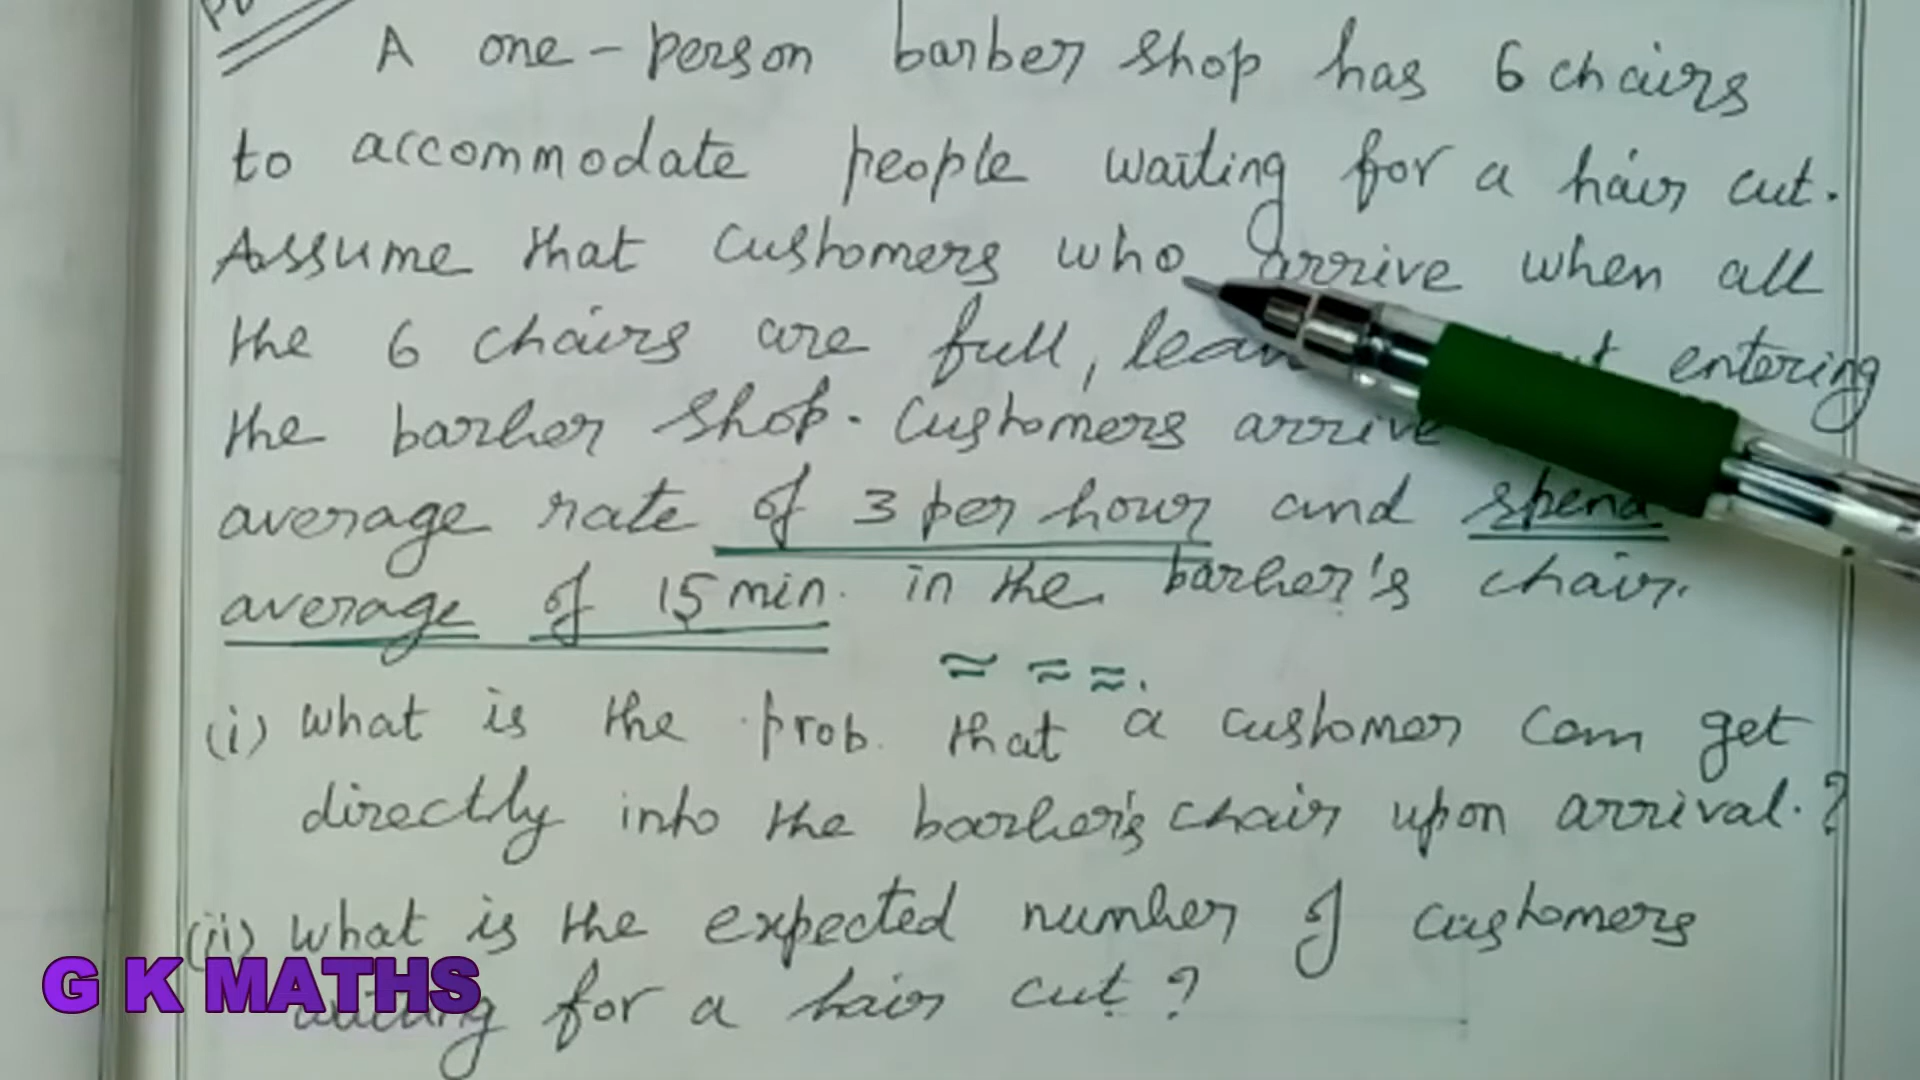 A one-person barber shop has 6 chairs
to accommodate people waiting for a hair cut.
Assume that customers who arrive when all
the 6 chairs are full, entering
the barber shop. Customers arrive
average rate of 3 per hour and spend
average of 15 min. in the barber's chair.
(i) what is the prob. that a customer can get
directly into the barber's chair upon arrival.?
(ii) what is the expected number of customers
for a hair cut?
G K MATHS